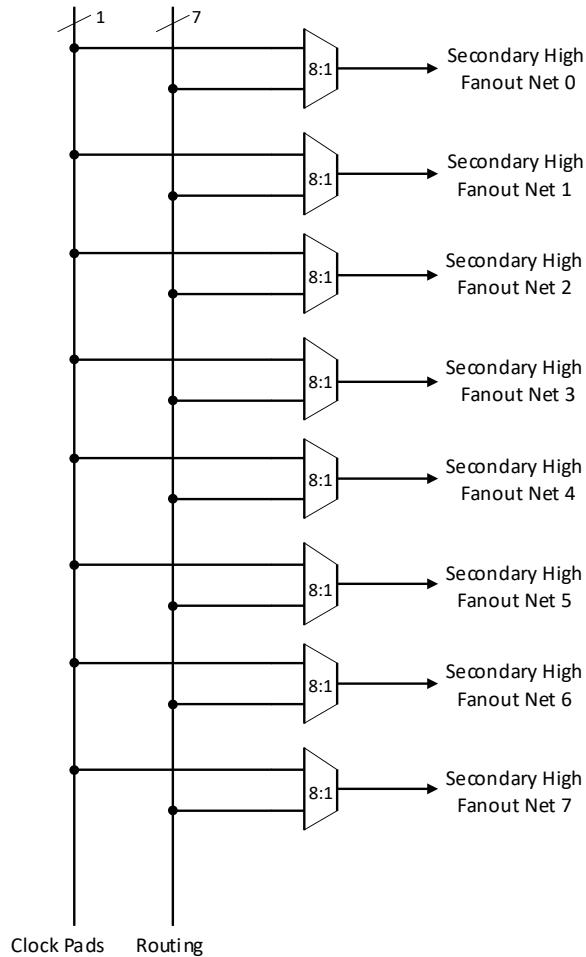 1
7
8:1
Secondary High
Fanout Net 0
8:1
Secondary High
Fanout Net 1
8:1
Secondary High
Fanout Net 2
8:1
Secondary High
Fanout Net 3
8:1
Secondary High
Fanout Net 4
8:1
Secondary High
Fanout Net 5
8:1
Secondary High
Fanout Net 6
8:1
Secondary High
Fanout Net 7
Clock Pads
Routing